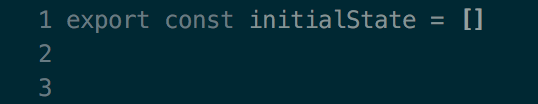 1 export const initialState = []
2
3